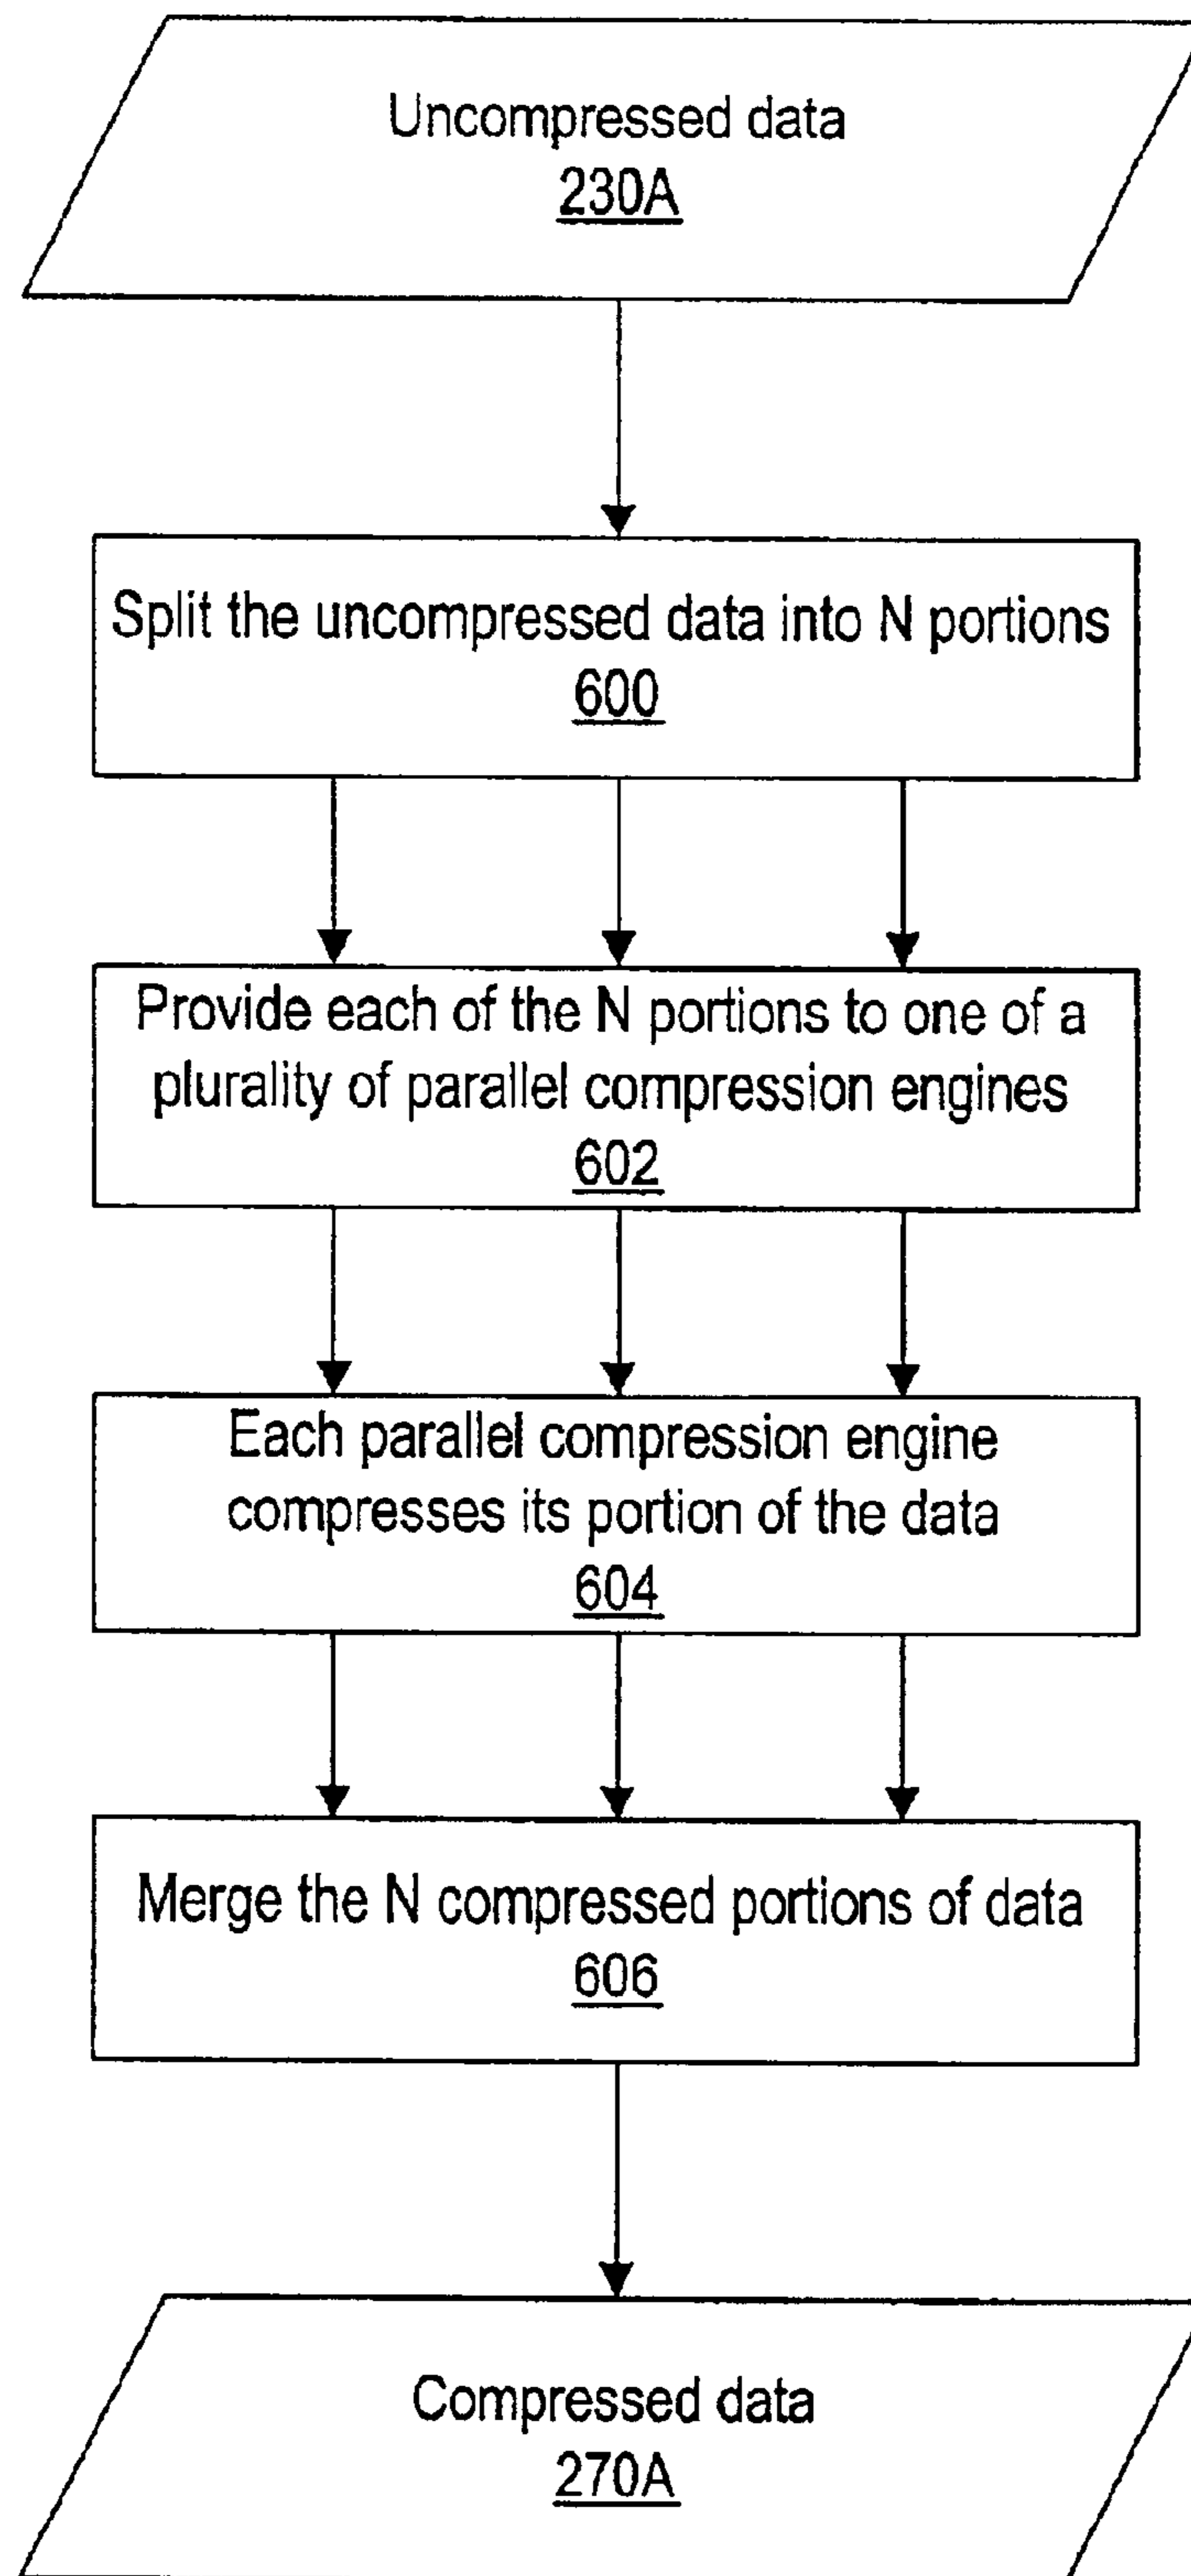 Uncompressed data
230A
Split the uncompressed data into N portions
600
Provide each of the N portions to one of a
plurality of parallel compression engines
602
Each parallel compression engine
compresses its portion of the data
604
Merge the N compressed portions of data
606
Compressed data
270A